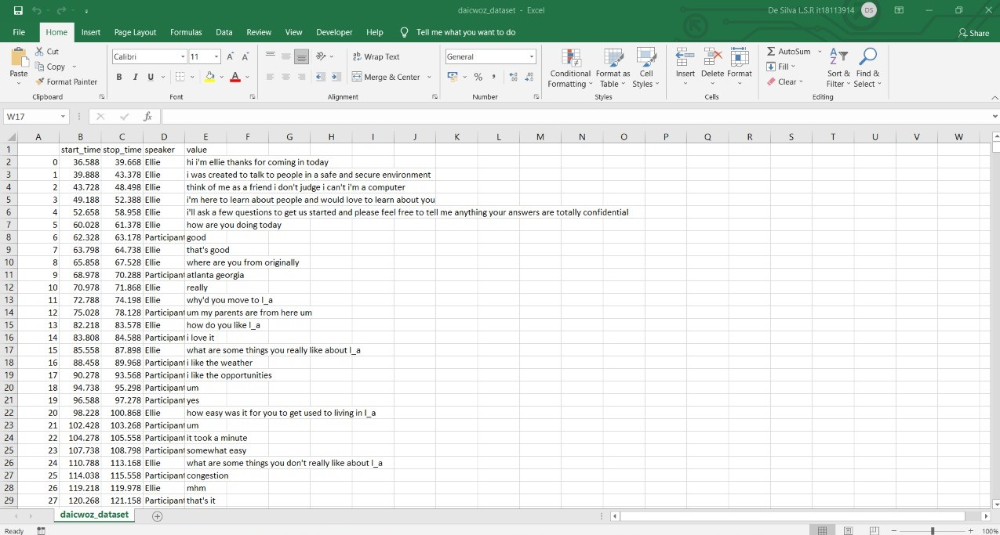 daicwoz_dataset - Excel
De Silva L.S.R it18113914 DS
File Home Insert Page Layout Formulas Data Review View Developer Help Tell me what you want to do Share
Cut
Copy
Format Painter
Paste
Clipboard
Calibri 11 A A
B I U A
Font
Wrap Text
Merge & Center
Alignment
General
% ,
Number
Conditional Formatting
Format as Table
Cell Styles
Styles
Insert Delete Format
Cells
AutoSum
Fill
Clear
Sort & Filter
Find & Select
Editing
W17 fx
A B C D E F G H I J K L M N O P Q R S T U V W
1 start_time stop_time speaker value
2 0 36.588 39.668 Ellie hi i'm ellie thanks for coming in today
3 1 39.888 43.378 Ellie i was created to talk to people in a safe and secure environment
4 2 43.728 48.498 Ellie think of me as a friend i don't judge i can't i'm a computer
5 3 49.188 52.388 Ellie i'm here to learn about people and would love to learn about you
6 4 52.658 58.958 Ellie i'll ask a few questions to get us started and please feel free to tell me anything your answers are totally confidential
7 5 60.028 61.378 Ellie how are you doing today
8 6 62.328 63.178 Participant good
9 7 63.798 64.738 Ellie that's good
10 8 65.858 67.528 Ellie where are you from originally
11 9 68.978 70.288 Participant atlanta georgia
12 10 70.978 71.868 Ellie really
13 11 72.788 74.198 Ellie why'd you move to l_a
14 12 75.028 78.128 Participant um my parents are from here um
15 13 82.218 83.578 Ellie how do you like l_a
16 14 83.808 84.588 Participant i love it
17 15 85.558 87.898 Ellie what are some things you really like about l_a
18 16 88.458 89.968 Participant i like the weather
19 17 90.278 93.568 Participant i like the opportunities
20 18 94.738 95.298 Participant um
21 19 96.588 97.278 Participant yes
22 20 98.228 100.868 Ellie how easy was it for you to get used to living in l_a
23 21 102.428 103.268 Participant um
24 22 104.278 105.558 Participant it took a minute
25 23 107.738 108.798 Participant somewhat easy
26 24 110.788 113.168 Ellie what are some things you don't really like about l_a
27 25 114.038 115.558 Participant congestion
28 26 119.218 119.978 Ellie mhm
29 27 120.268 121.158 Participant that's it
daicwoz_dataset
Ready
100%